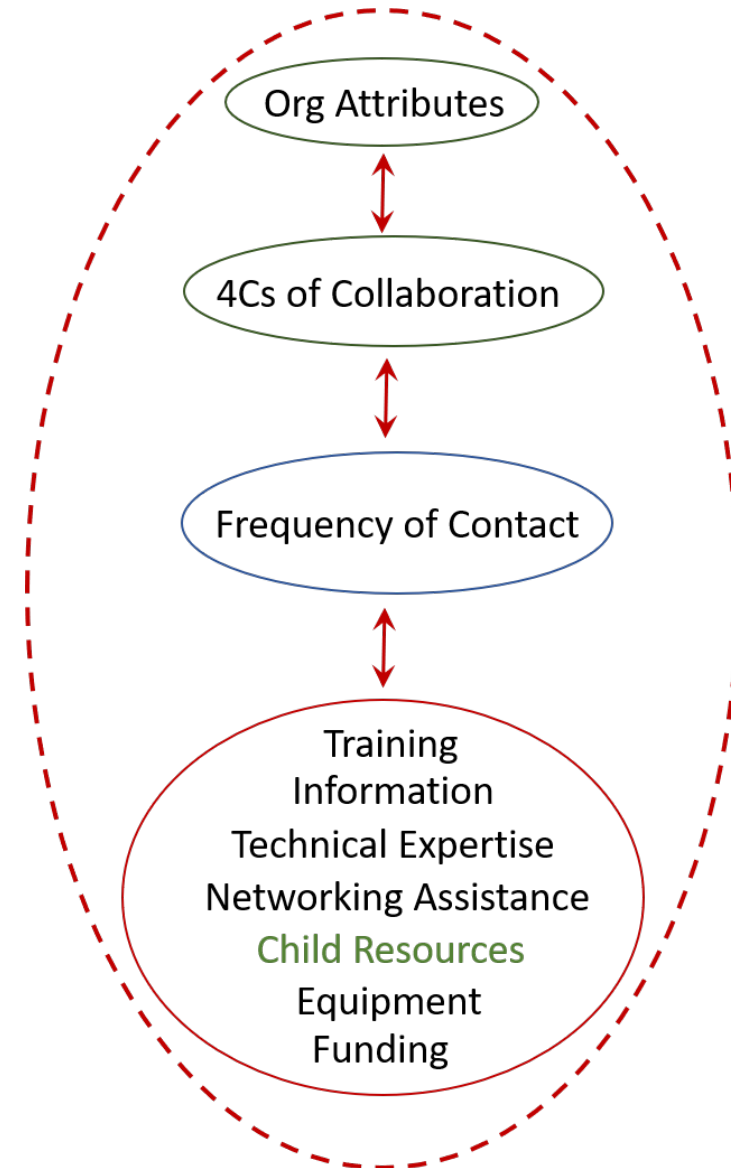 Org Attributes
4Cs of Collaboration
Frequency of Contact
Training
Information
Technical Expertise
Networking Assistance
Child Resources
Equipment
Funding